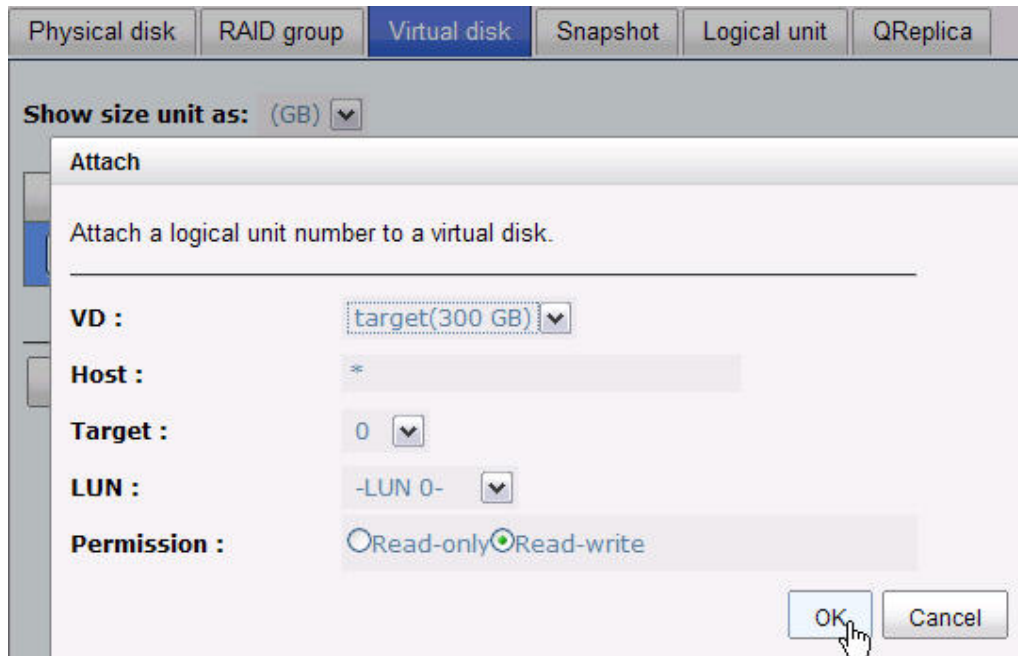 Physical disk RAID group Virtual disk Snapshot Logical unit QReplica
Show size unit as: (GB)
Attach
Attach a logical unit number to a virtual disk.
VD : target(300 GB)
Host : *
Target : 0
LUN : -LUN 0-
Permission : Read-only Read-write
OK Cancel